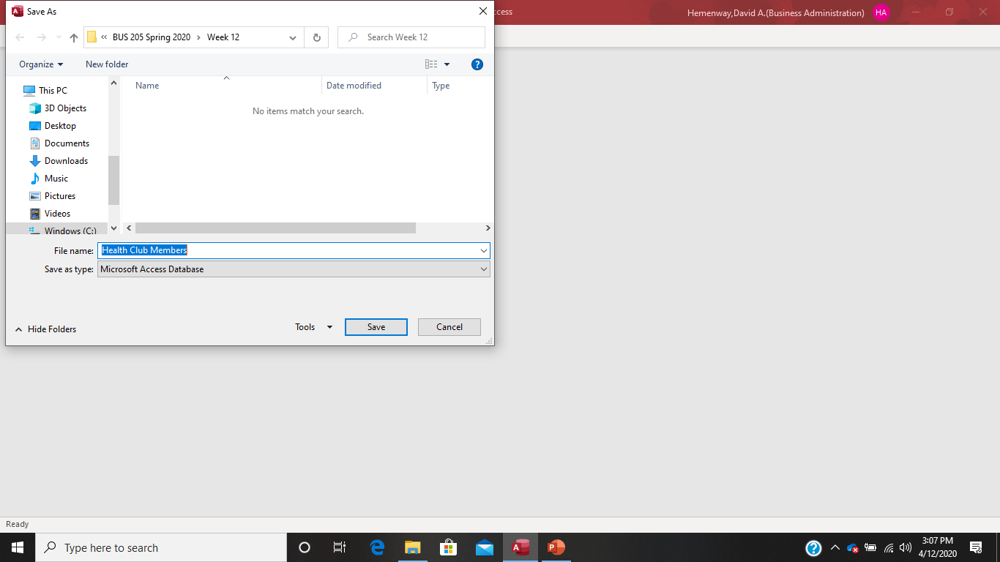 Save As
ccess
Hemenway,David A.(Business Administration) HA
« BUS 205 Spring 2020 › Week 12
Search Week 12
Organize New folder
?
This PC
3D Objects
Desktop
Documents
Downloads
Music
Pictures
Videos
Windows (C:)
Name Date modified Type
No items match your search.
File name: Health Club Members
Save as type: Microsoft Access Database
Hide Folders Tools Save Cancel
Ready
Type here to search
3:07 PM
4/12/2020